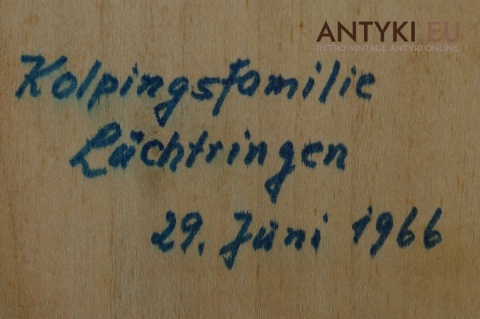 ANTYKI.EU
RETRO VINTAGE ANTYKI ONLINE
Kolpingsfamilie
Lächtringen
29. Juni 1966